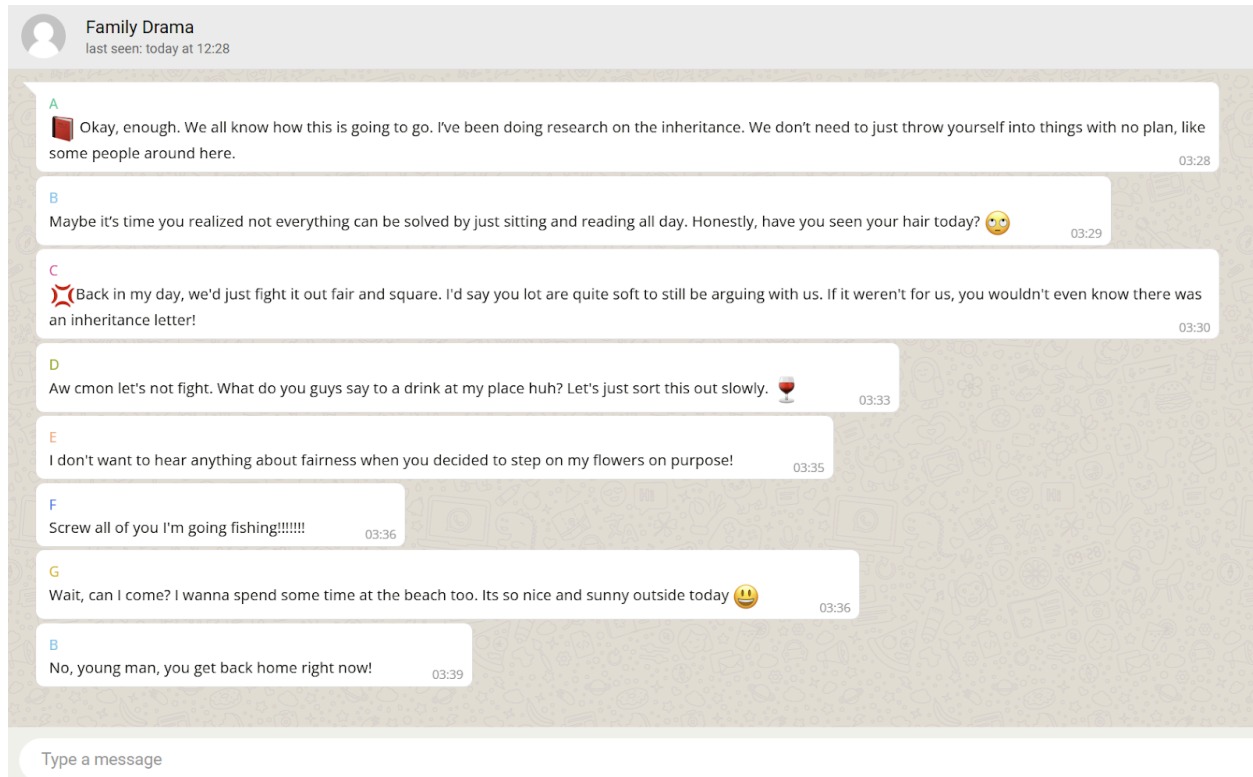 Family Drama
last seen: today at 12:28
A
📕 Okay, enough. We all know how this is going to go. I’ve been doing research on the inheritance. We don’t need to just throw yourself into things with no plan, like
some people around here.
03:28
B
Maybe it’s time you realized not everything can be solved by just sitting and reading all day. Honestly, have you seen your hair today? 🙄
03:29
C
💢Back in my day, we'd just fight it out fair and square. I'd say you lot are quite soft to still be arguing with us. If it weren't for us, you wouldn't even know there was
an inheritance letter!
03:30
D
Aw cmon let's not fight. What do you guys say to a drink at my place huh? Let's just sort this out slowly. 🍷
03:33
E
I don't want to hear anything about fairness when you decided to step on my flowers on purpose!
03:35
F
Screw all of you I'm going fishing!!!!!!!
03:36
G
Wait, can I come? I wanna spend some time at the beach too. Its so nice and sunny outside today 😃
03:36
B
No, young man, you get back home right now!
03:39
Type a message